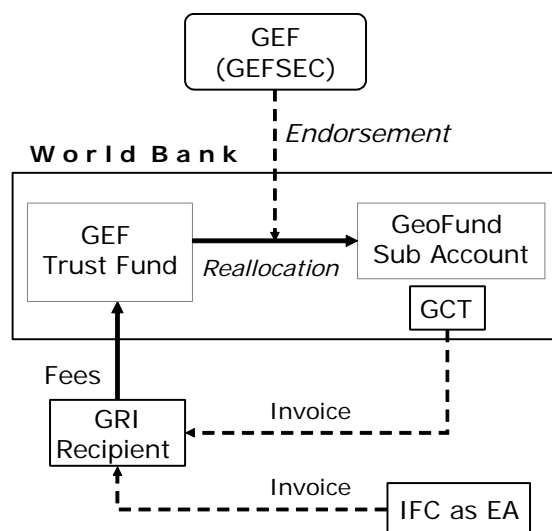 GEF
(GEFSEC)
Endorsement
World Bank
GEF
Trust Fund
Reallocation
GeoFund
Sub Account
GCT
Fees
GRI
Recipient
Invoice
Invoice
IFC as EA